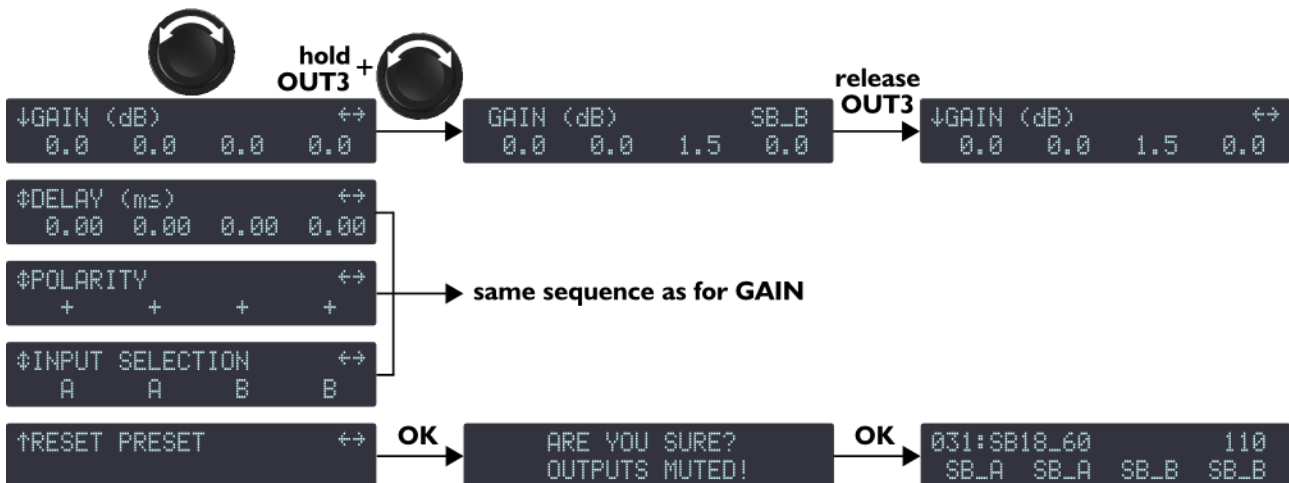 hold
OUT3 +
release
OUT3
↓GAIN (dB) ↔
0.0 0.0 0.0 0.0
GAIN (dB) SB_B
0.0 0.0 1.5 0.0
↓GAIN (dB) ↔
0.0 0.0 1.5 0.0
↕DELAY (ms) ↔
0.00 0.00 0.00 0.00
↕POLARITY ↔
+ + + +
same sequence as for GAIN
↕INPUT SELECTION ↔
A A B B
↑RESET PRESET ↔
OK
ARE YOU SURE?
OUTPUTS MUTED!
OK
031:SB18_60 110
SB_A SB_A SB_B SB_B